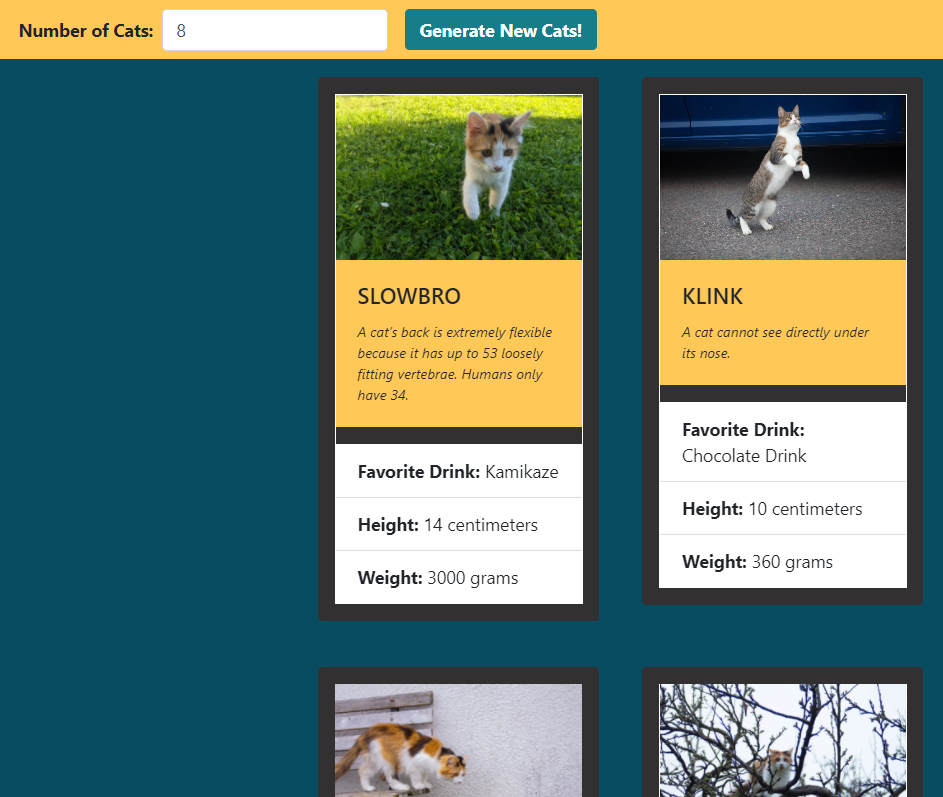 Number of Cats: 8 Generate New Cats!
SLOWBRO
A cat's back is extremely flexible
because it has up to 53 loosely
fitting vertebrae. Humans only
have 34.
Favorite Drink: Kamikaze
Height: 14 centimeters
Weight: 3000 grams
KLINK
A cat cannot see directly under
its nose.
Favorite Drink:
Chocolate Drink
Height: 10 centimeters
Weight: 360 grams